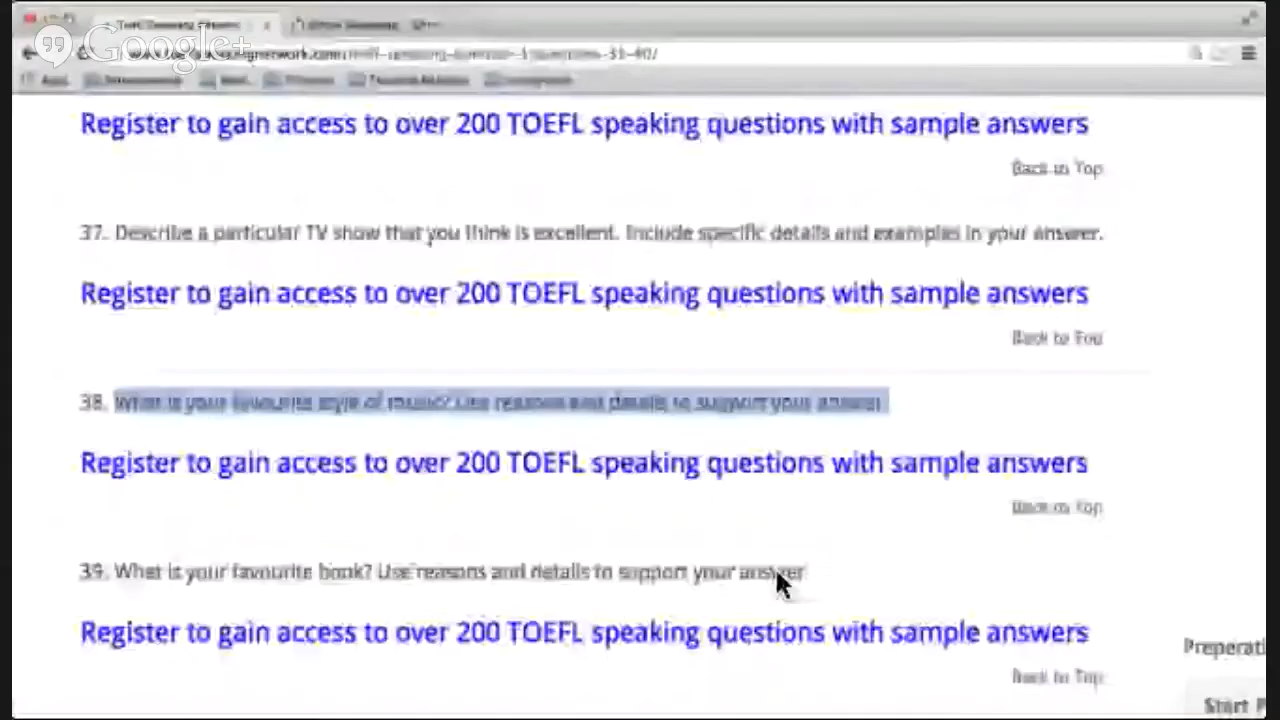 Google+
Register to gain access to over 200 TOEFL speaking questions with sample answers
Back to Top
37. Describe a particular TV show that you think is excellent. Include specific details and examples in your answer.
Register to gain access to over 200 TOEFL speaking questions with sample answers
Back to Top
38. What is your favourite style of music? Use reasons and details to support your answer.
Register to gain access to over 200 TOEFL speaking questions with sample answers
Back to Top
39. What is your favourite book? Use reasons and details to support your answer
Register to gain access to over 200 TOEFL speaking questions with sample answers
Preperati
Back to Top
Start P